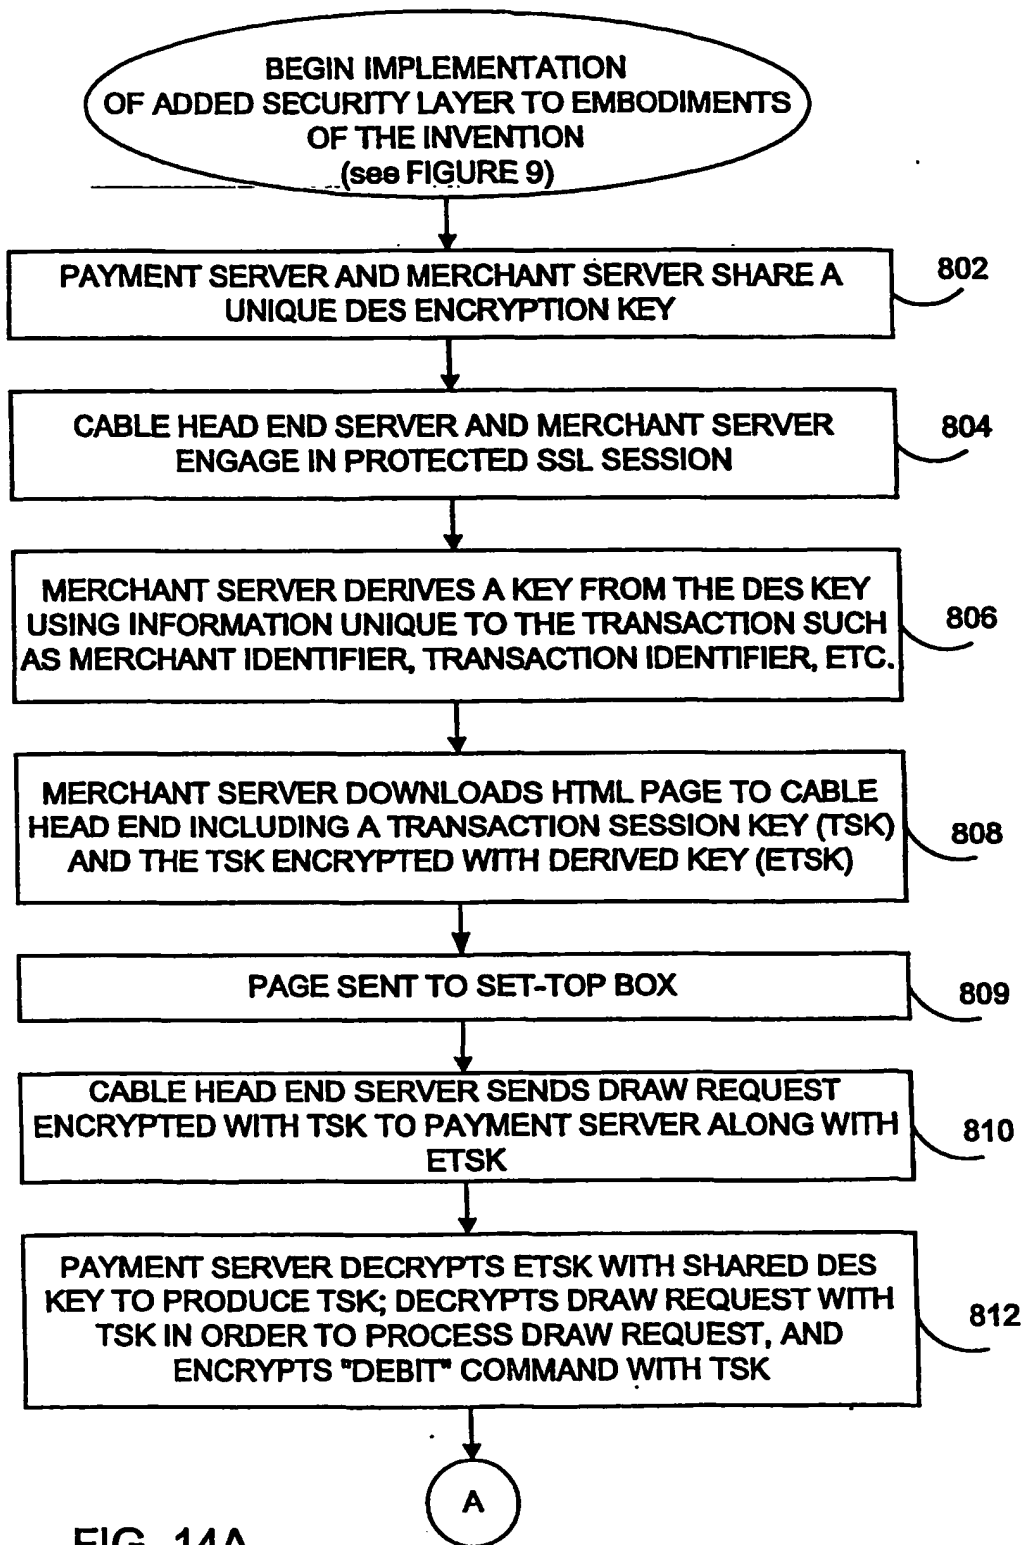 BEGIN IMPLEMENTATION
OF ADDED SECURITY LAYER TO EMBODIMENTS
OF THE INVENTION
(see FIGURE 9)
PAYMENT SERVER AND MERCHANT SERVER SHARE A
UNIQUE DES ENCRYPTION KEY
802
CABLE HEAD END SERVER AND MERCHANT SERVER
ENGAGE IN PROTECTED SSL SESSION
804
MERCHANT SERVER DERIVES A KEY FROM THE DES KEY
USING INFORMATION UNIQUE TO THE TRANSACTION SUCH
AS MERCHANT IDENTIFIER, TRANSACTION IDENTIFIER, ETC.
806
MERCHANT SERVER DOWNLOADS HTML PAGE TO CABLE
HEAD END INCLUDING A TRANSACTION SESSION KEY (TSK)
AND THE TSK ENCRYPTED WITH DERIVED KEY (ETSK)
808
PAGE SENT TO SET-TOP BOX
809
CABLE HEAD END SERVER SENDS DRAW REQUEST
ENCRYPTED WITH TSK TO PAYMENT SERVER ALONG WITH
ETSK
810
PAYMENT SERVER DECRYPTS ETSK WITH SHARED DES
KEY TO PRODUCE TSK; DECRYPTS DRAW REQUEST WITH
TSK IN ORDER TO PROCESS DRAW REQUEST, AND
ENCRYPTS "DEBIT" COMMAND WITH TSK
812
A
FIG. 14A